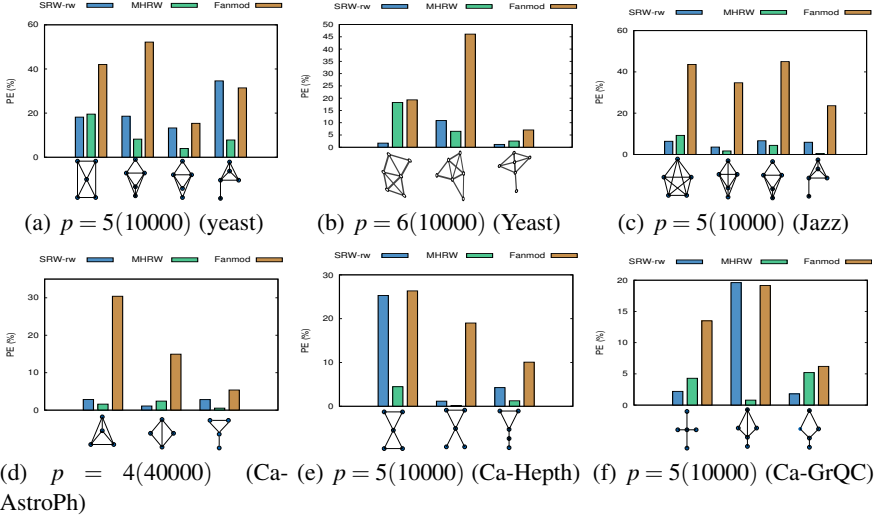 SRW-rw MHRW Fanmod
60
40
20
0
PE (%)
(a) p = 5(10000) (yeast)
SRW-rw MHRW Fanmod
50
45
40
35
30
25
20
15
10
5
0
PE (%)
(b) p = 6(10000) (Yeast)
SRW-rw MHRW Fanmod
60
40
20
0
PE (%)
(c) p = 5(10000) (Jazz)
SRW-rw MHRW Fanmod
30
20
10
0
PE (%)
(d) p = 4(40000) (Ca-
AstroPh)
SRW-rw MHRW Fanmod
30
20
10
0
PE (%)
(e) p = 5(10000) (Ca-Hepth)
SRW-rw MHRW Fanmod
20
15
10
5
0
PE (%)
(f) p = 5(10000) (Ca-GrQC)